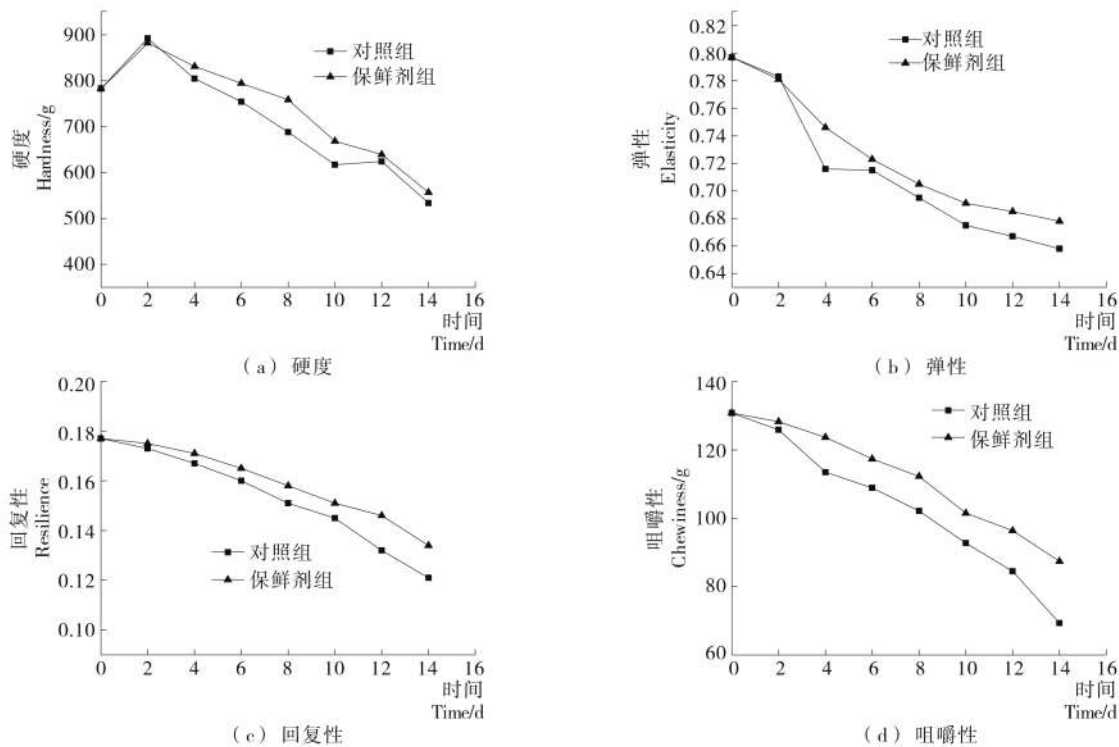 900
800
700
600
500
400
硬度
Hardness/g
对照组
保鲜剂组
0 2 4 6 8 10 12 14 16
时间
Time/d
(a) 硬度
0.82
0.80
0.78
0.76
0.74
0.72
0.70
0.68
0.66
0.64
弹性
Elasticity
对照组
保鲜剂组
0 2 4 6 8 10 12 14 16
时间
Time/d
(b) 弹性
0.20
0.18
0.16
0.14
0.12
0.10
回复性
Resilience
对照组
保鲜剂组
0 2 4 6 8 10 12 14 16
时间
Time/d
(c) 回复性
140
120
100
80
60
咀嚼性
Chewiness/g
对照组
保鲜剂组
0 2 4 6 8 10 12 14 16
时间
Time/d
(d) 咀嚼性